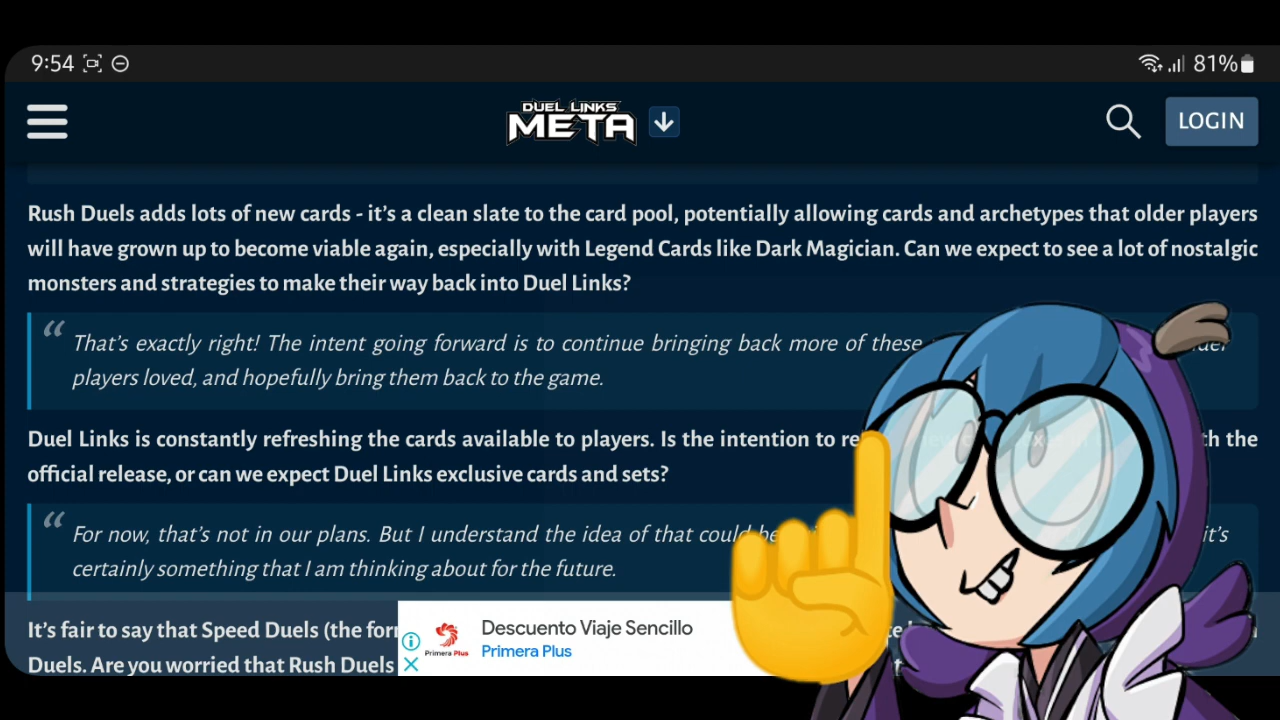 9:54
81%
DUEL LINKS
META
LOGIN
Rush Duels adds lots of new cards - it's a clean slate to the card pool, potentially allowing cards and archetypes that older players
will have grown up to become viable again, especially with Legend Cards like Dark Magician. Can we expect to see a lot of nostalgic
monsters and strategies to make their way back into Duel Links?
“ That's exactly right! The intent going forward is to continue bringing back more of these
players loved, and hopefully bring them back to the game.
Duel Links is constantly refreshing the cards available to players. Is the intention to the
official release, or can we expect Duel Links exclusive cards and sets?
“ For now, that's not in our plans. But I understand the idea of that could be it's
certainly something that I am thinking about for the future.
It's fair to say that Speed Duels (the
Duels. Are you worried that Rush Duels
Descuento Viaje Sencillo
Primera Plus
Primera Plus